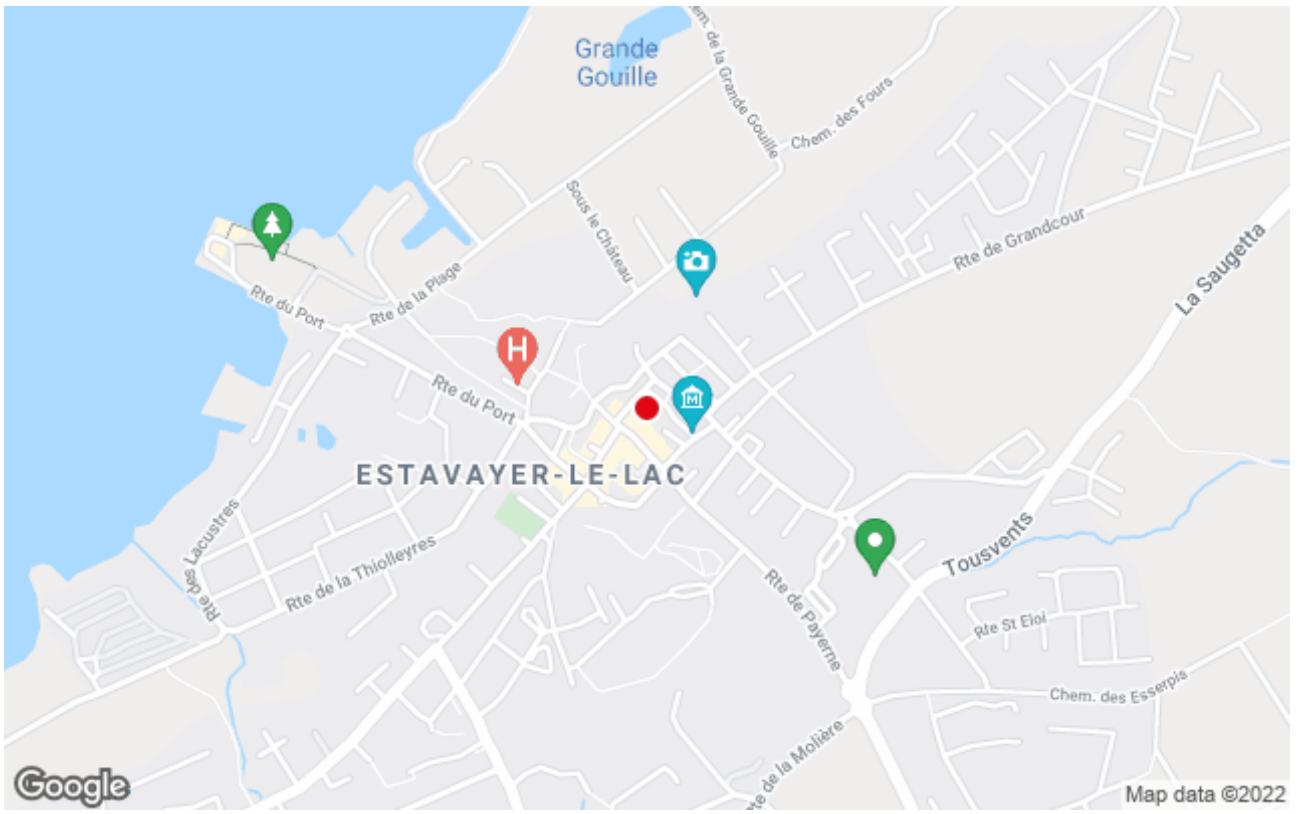 Grande
Gouille
Chem. de la Grande Gouille
Chem. des Fours
Sous le Château
Rte de Grandcour
La Saugetta
Rte de la Plage
Rte du Port
H
Rte du Port
M
ESTAVAYER-LE-LAC
Rte des Lacustres
Rte de la Thiolleyres
Tousvents
Rte de Payerne
Rte St Eloi
Chem. des Esserpis
Rte de la Molière
Google
Map data ©2022